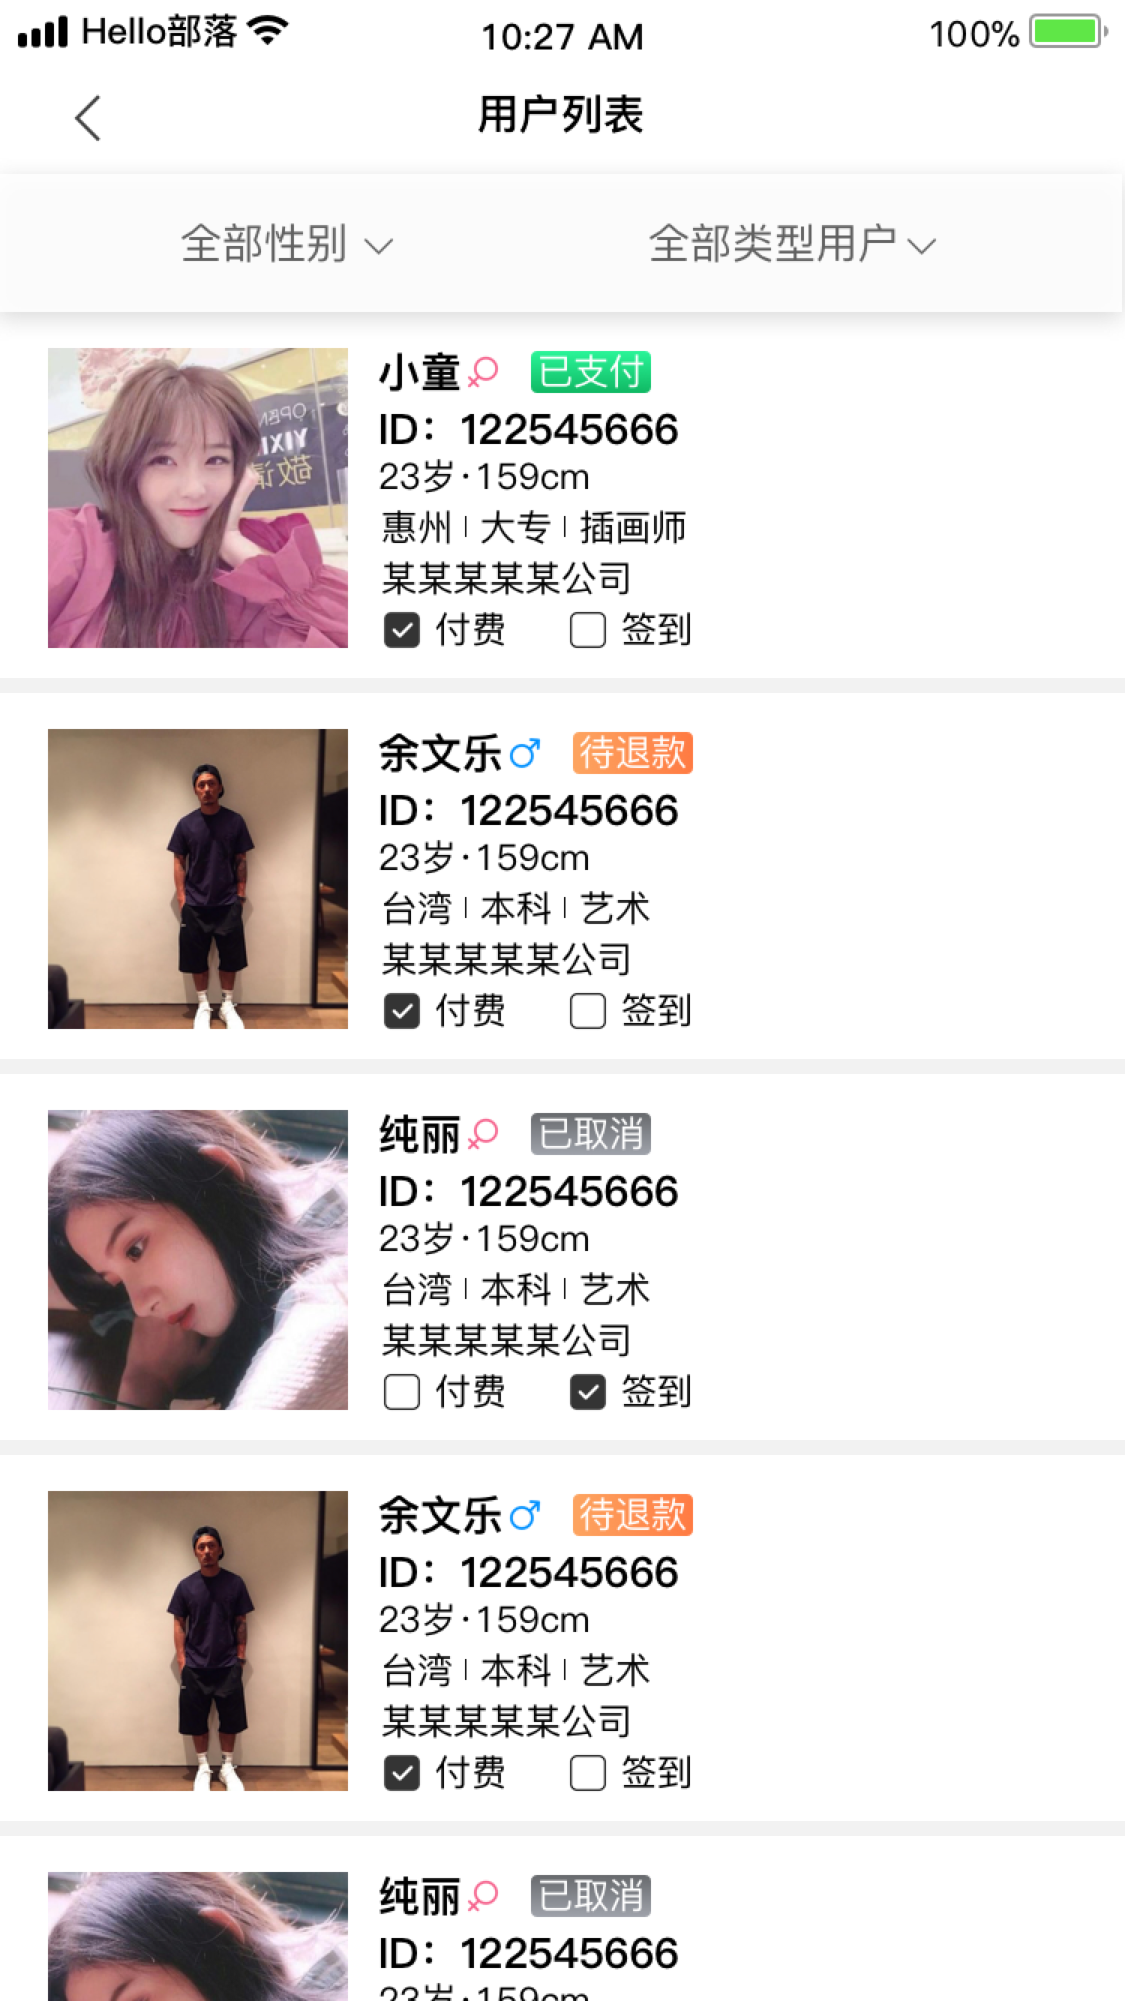 Hello部落 10:27 AM 100%
用户列表
全部性别 全部类型用户
小童 已支付
ID：122545666
23岁·159cm
惠州 | 大专 | 插画师
某某某某某公司
付费 签到
余文乐 待退款
ID：122545666
23岁·159cm
台湾 | 本科 | 艺术
某某某某某公司
付费 签到
纯丽 已取消
ID：122545666
23岁·159cm
台湾 | 本科 | 艺术
某某某某某公司
付费 签到
余文乐 待退款
ID：122545666
23岁·159cm
台湾 | 本科 | 艺术
某某某某某公司
付费 签到
纯丽 已取消
ID：122545666
23岁·159cm